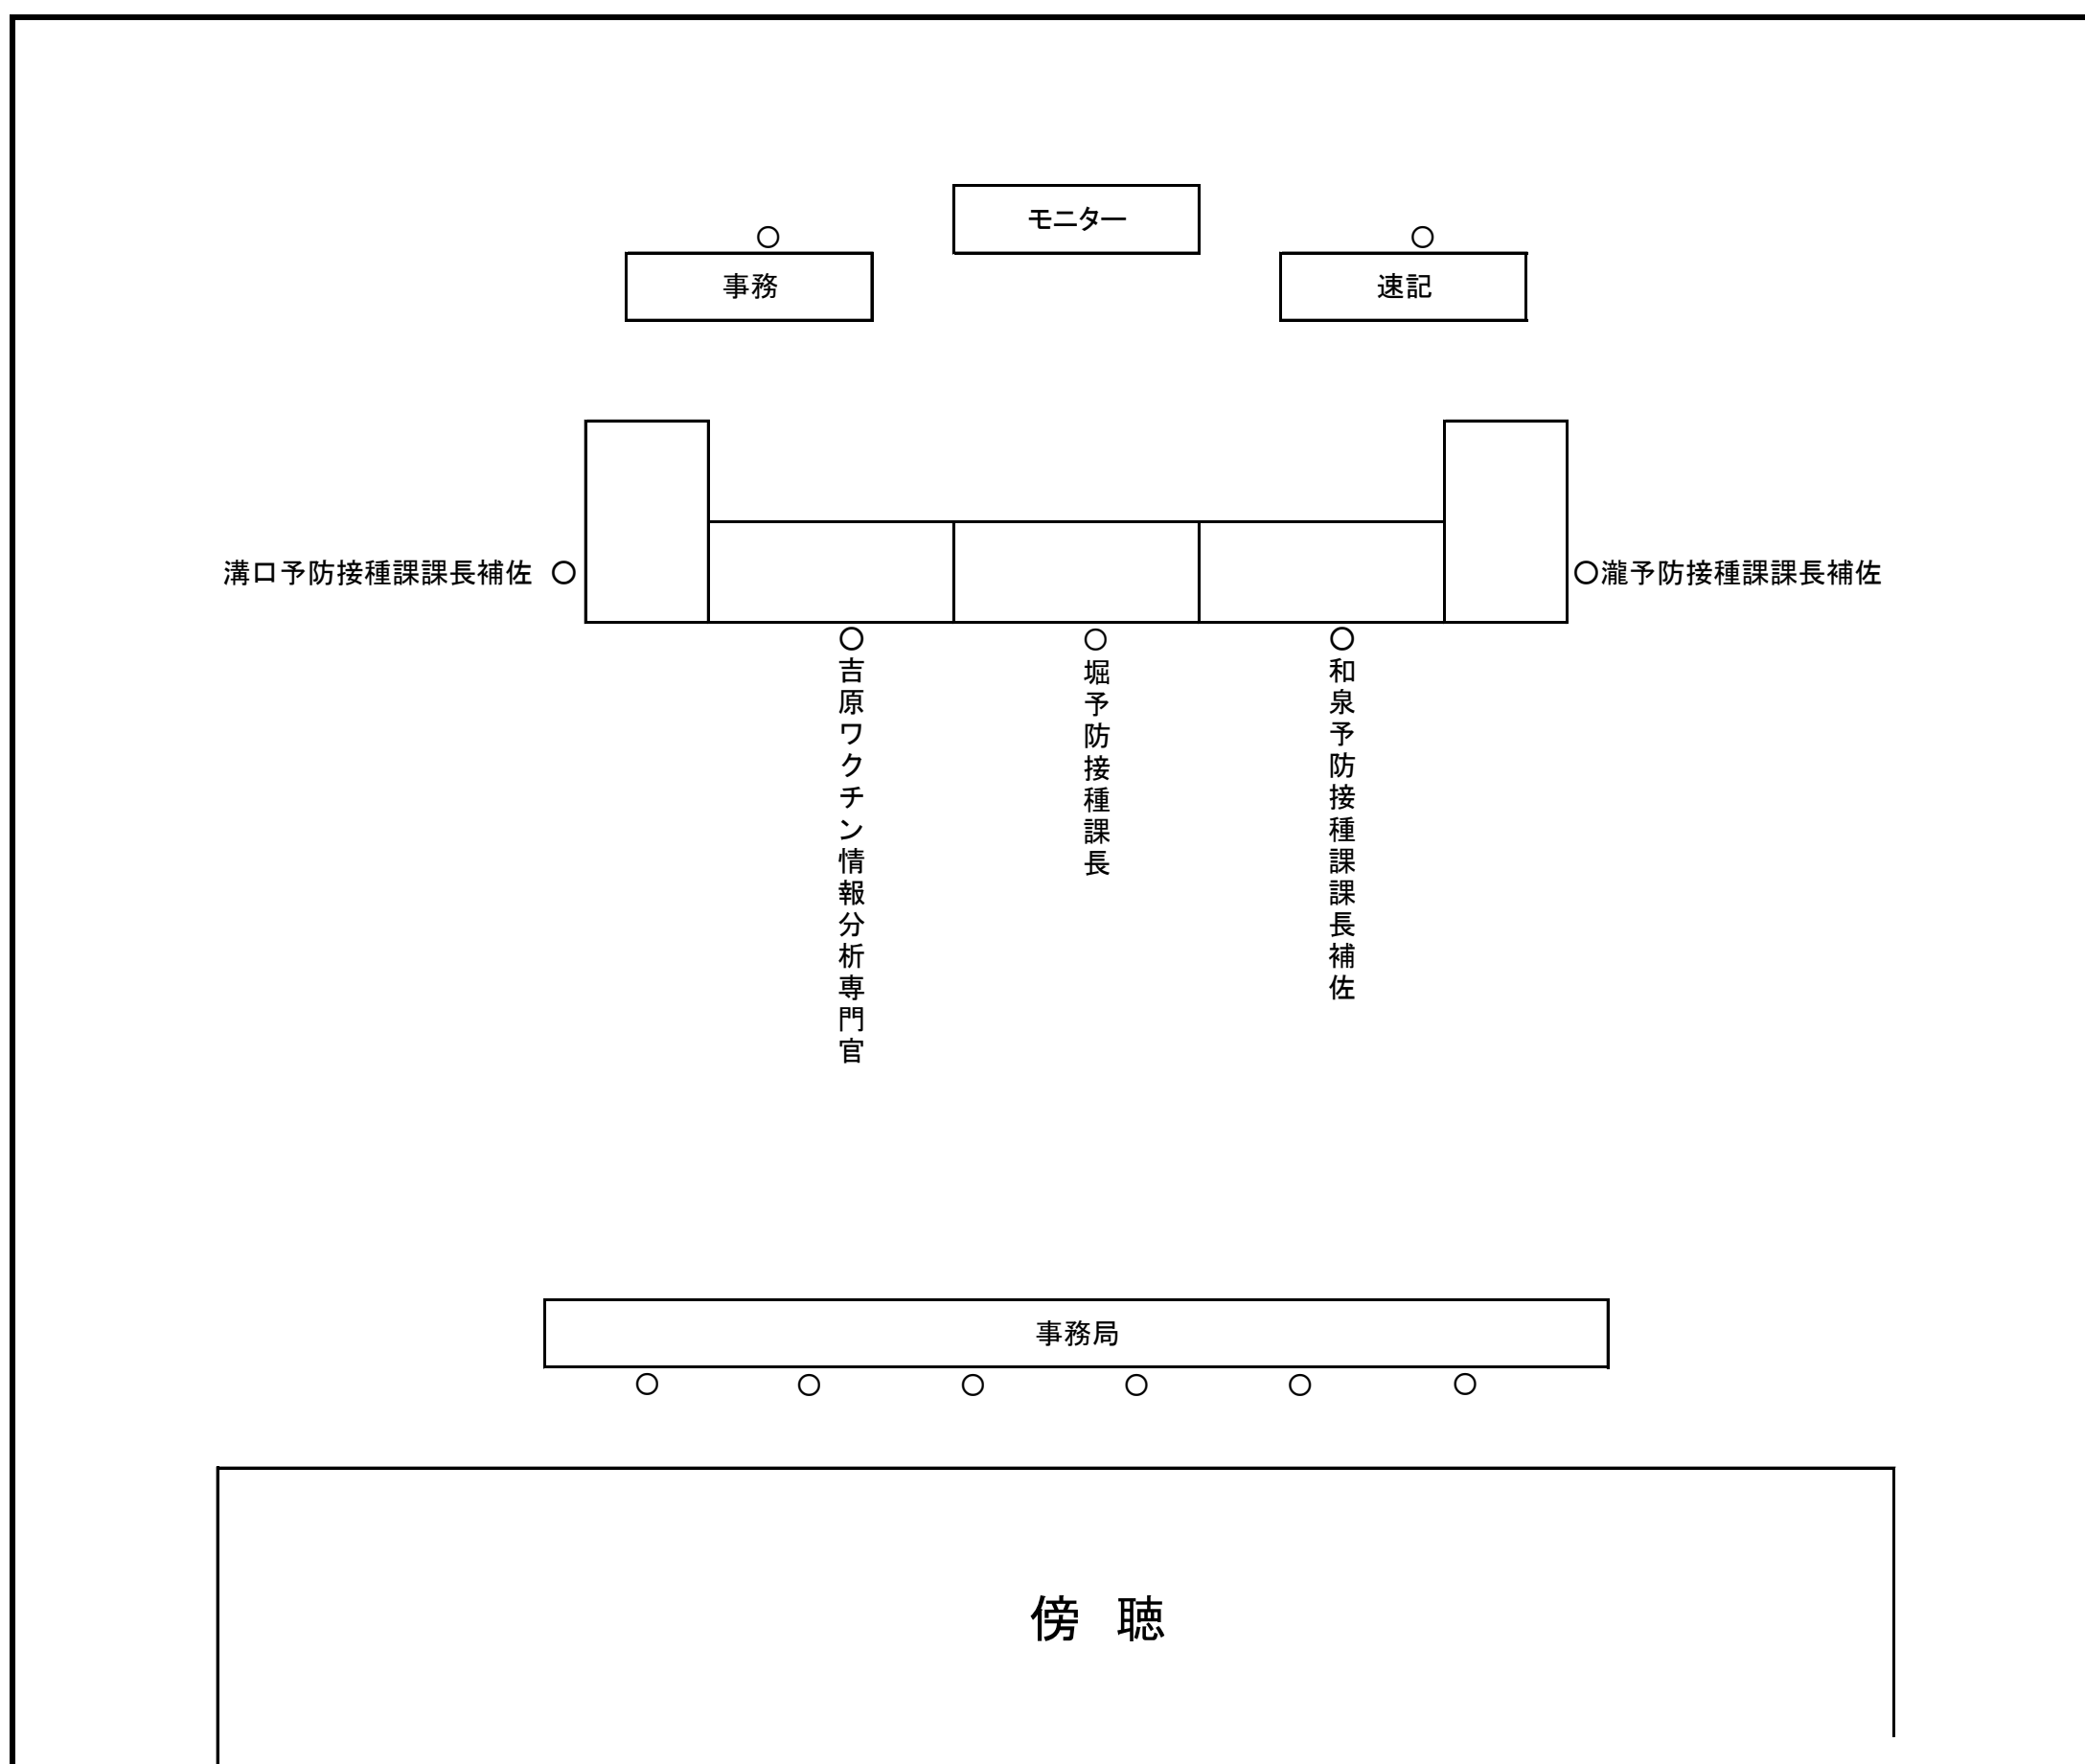 モニター
事務
速記
溝口予防接種課課長補佐 ○
○瀧予防接種課課長補佐
○吉原ワクチン情報分析専門官
○堀予防接種課長
○和泉予防接種課課長補佐
事務局
傍 聴